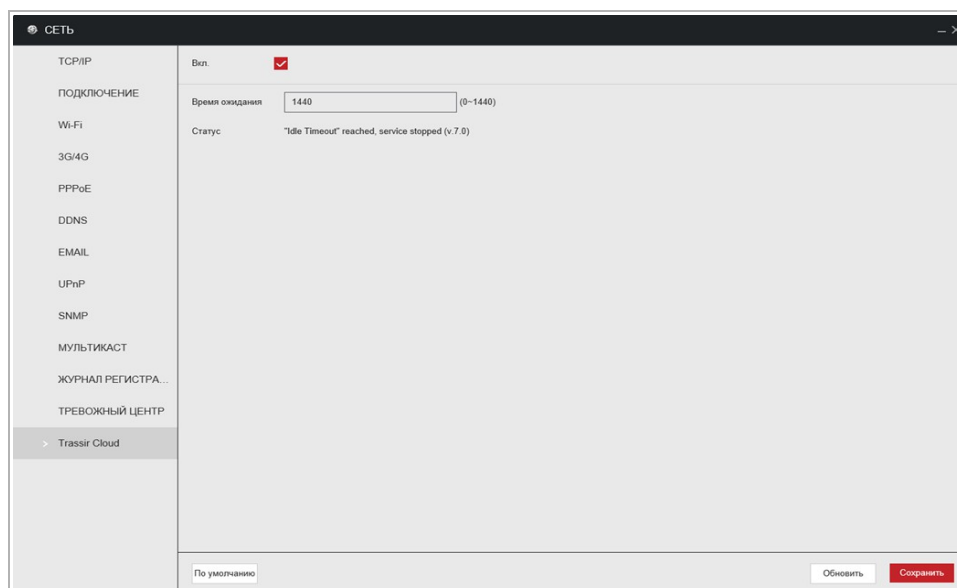 СЕТЬ
TCP/IP
ПОДКЛЮЧЕНИЕ
Wi-Fi
3G/4G
PPPoE
DDNS
EMAIL
UPnP
SNMP
МУЛЬТИКАСТ
ЖУРНАЛ РЕГИСТРА...
ТРЕВОЖНЫЙ ЦЕНТР
> Trassir Cloud
Вкл.
Время ожидания 1440 (0~1440)
Статус "Idle Timeout" reached, service stopped (v.7.0)
По умолчанию Обновить Сохранить